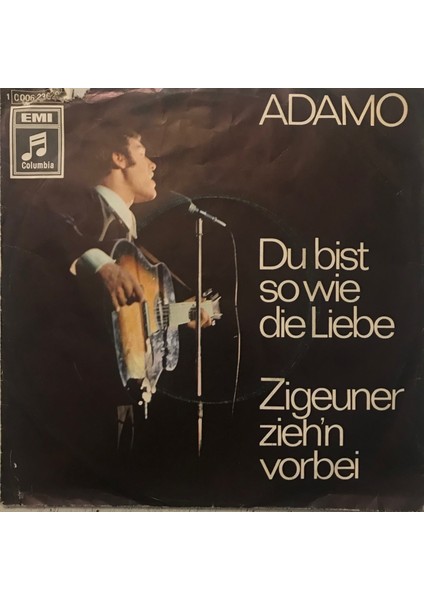 ADAMO
EMI
Columbia
Du bist
so wie
die Liebe
Zigeuner
zieh'n
vorbei